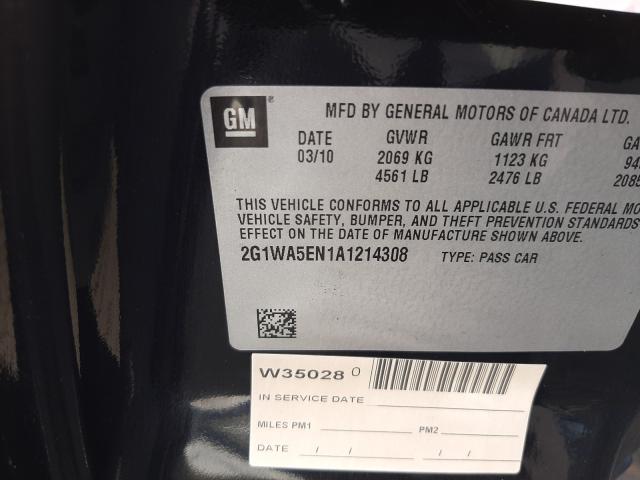 GM
MFD BY GENERAL MOTORS OF CANADA LTD.
DATE GVWR GAWR FRT
03/10 2069 KG 1123 KG
4561 LB 2476 LB
THIS VEHICLE CONFORMS TO ALL APPLICABLE U.S. FEDERAL
VEHICLE SAFETY, BUMPER, AND THEFT PREVENTION STANDARDS
EFFECT ON THE DATE OF MANUFACTURE SHOWN ABOVE.
2G1WA5EN1A1214308 TYPE: PASS CAR
W35028 0
IN SERVICE DATE
MILES PM1 PM2
DATE / / / /